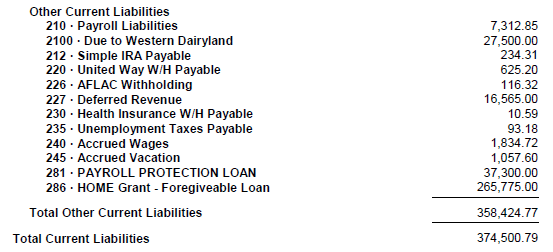 Other Current Liabilities
210 · Payroll Liabilities 7,312.85
2100 · Due to Western Dairyland 27,500.00
212 · Simple IRA Payable 234.31
220 · United Way W/H Payable 625.20
226 · AFLAC Withholding 116.32
227 · Deferred Revenue 16,565.00
230 · Health Insurance W/H Payable 10.59
235 · Unemployment Taxes Payable 93.18
240 · Accrued Wages 1,834.72
245 · Accrued Vacation 1,057.60
281 · PAYROLL PROTECTION LOAN 37,300.00
286 · HOME Grant - Foregiveable Loan 265,775.00
Total Other Current Liabilities 358,424.77
Total Current Liabilities 374,500.79